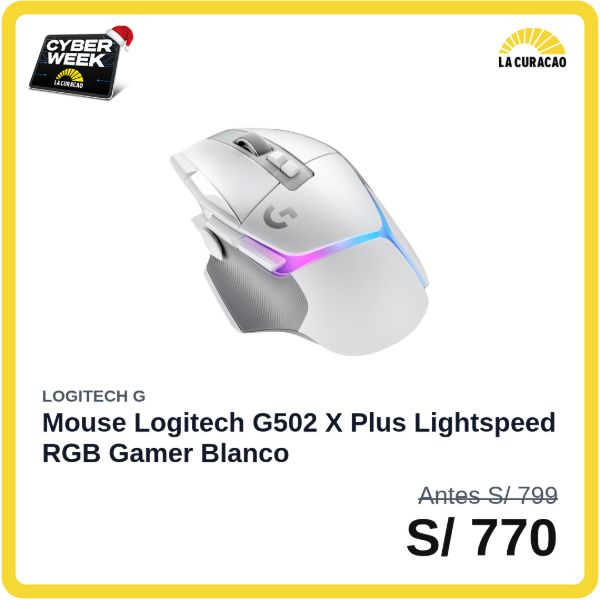 CYBER
WEEK
LA CURACAO
LA CURACAO
LOGITECH G
Mouse Logitech G502 X Plus Lightspeed
RGB Gamer Blanco
Antes S/ 799
S/ 770